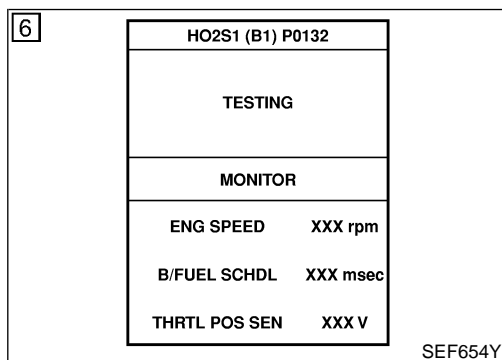 6
HO2S1 (B1) P0132
TESTING
MONITOR
ENG SPEED XXX rpm
B/FUEL SCHDL XXX msec
THRTL POS SEN XXX V
SEF654Y